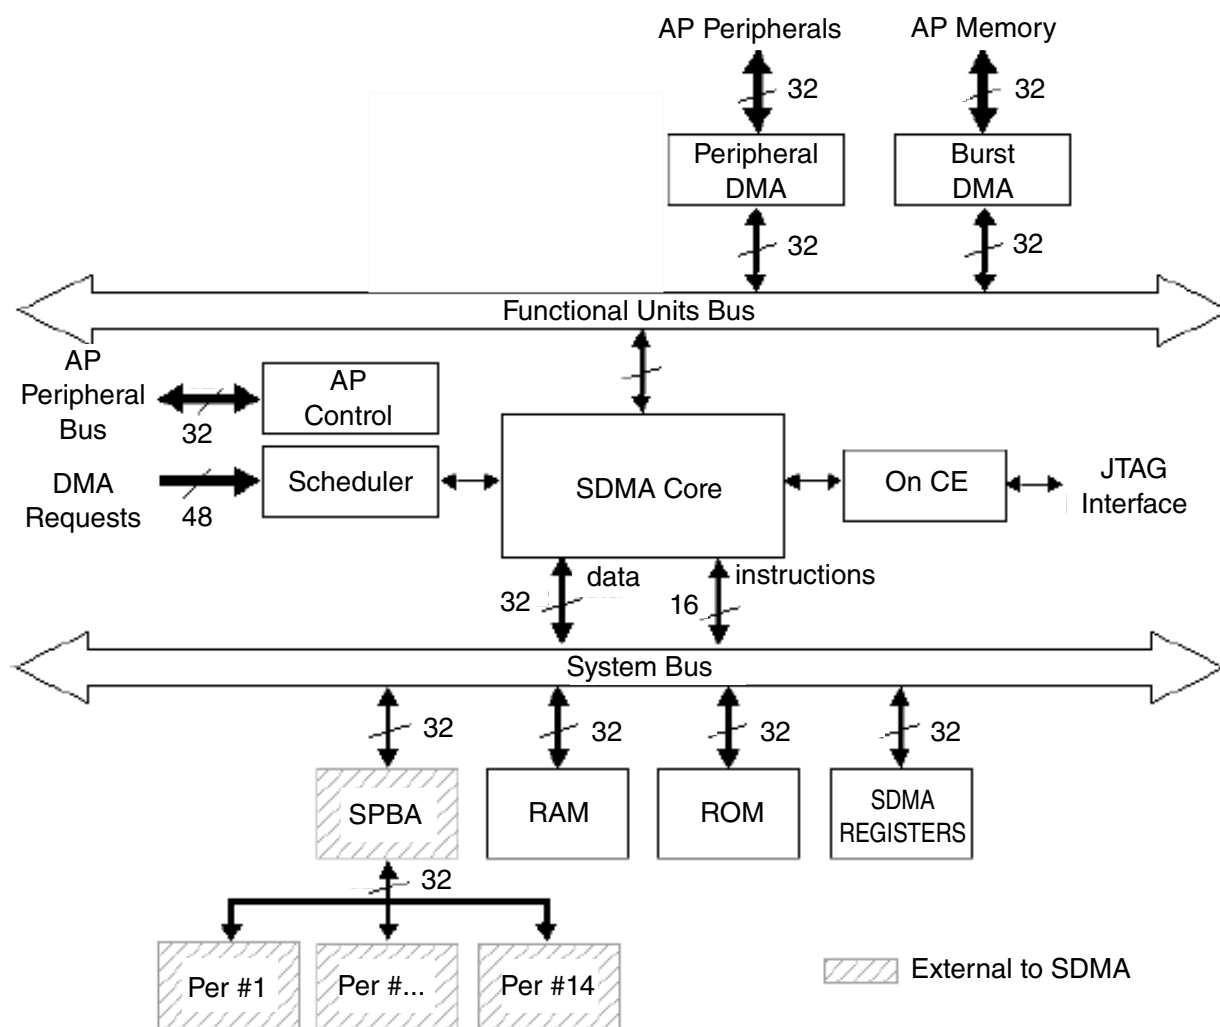 AP Peripherals
AP Memory
32
32
Peripheral
DMA
Burst
DMA
32
32
Functional Units Bus
AP
Peripheral
Bus
32
AP
Control
DMA
Requests
48
Scheduler
SDMA Core
On CE
JTAG
Interface
data
32
instructions
16
System Bus
32
32
32
32
SPBA
RAM
ROM
SDMA
REGISTERS
32
Per #1
Per #...
Per #14
External to SDMA